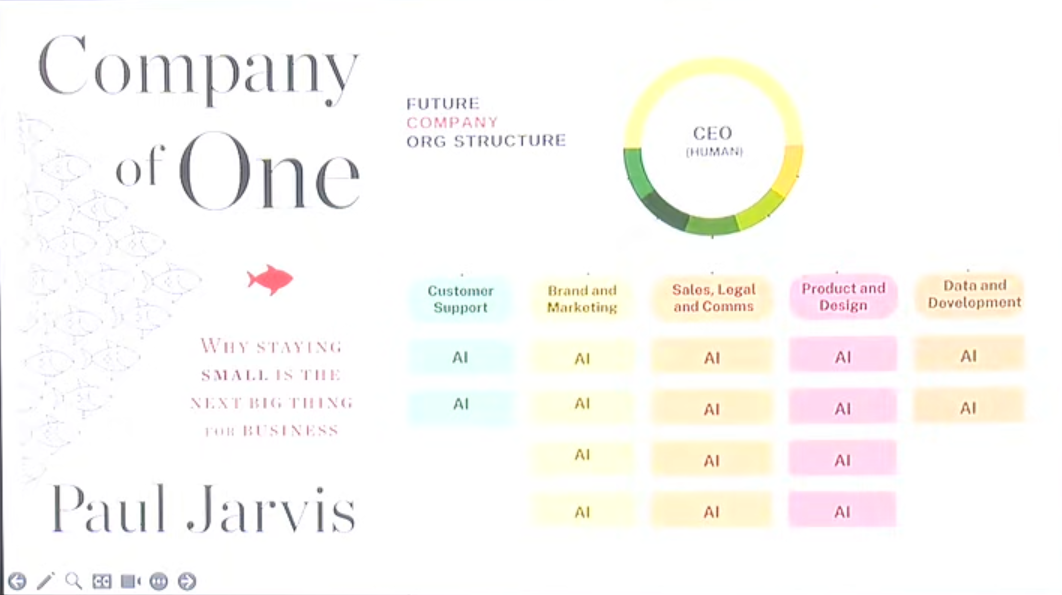 Company
of One
WHY STAYING
SMALL IS THE
NEXT BIG THING
FOR BUSINESS
Paul Jarvis
FUTURE
COMPANY
ORG STRUCTURE
CEO
(HUMAN)
Customer
Support
AI
AI
Brand and
Marketing
AI
AI
AI
AI
Sales, Legal
and Comms
AI
AI
AI
AI
Product and
Design
AI
AI
AI
AI
Data and
Development
AI
AI